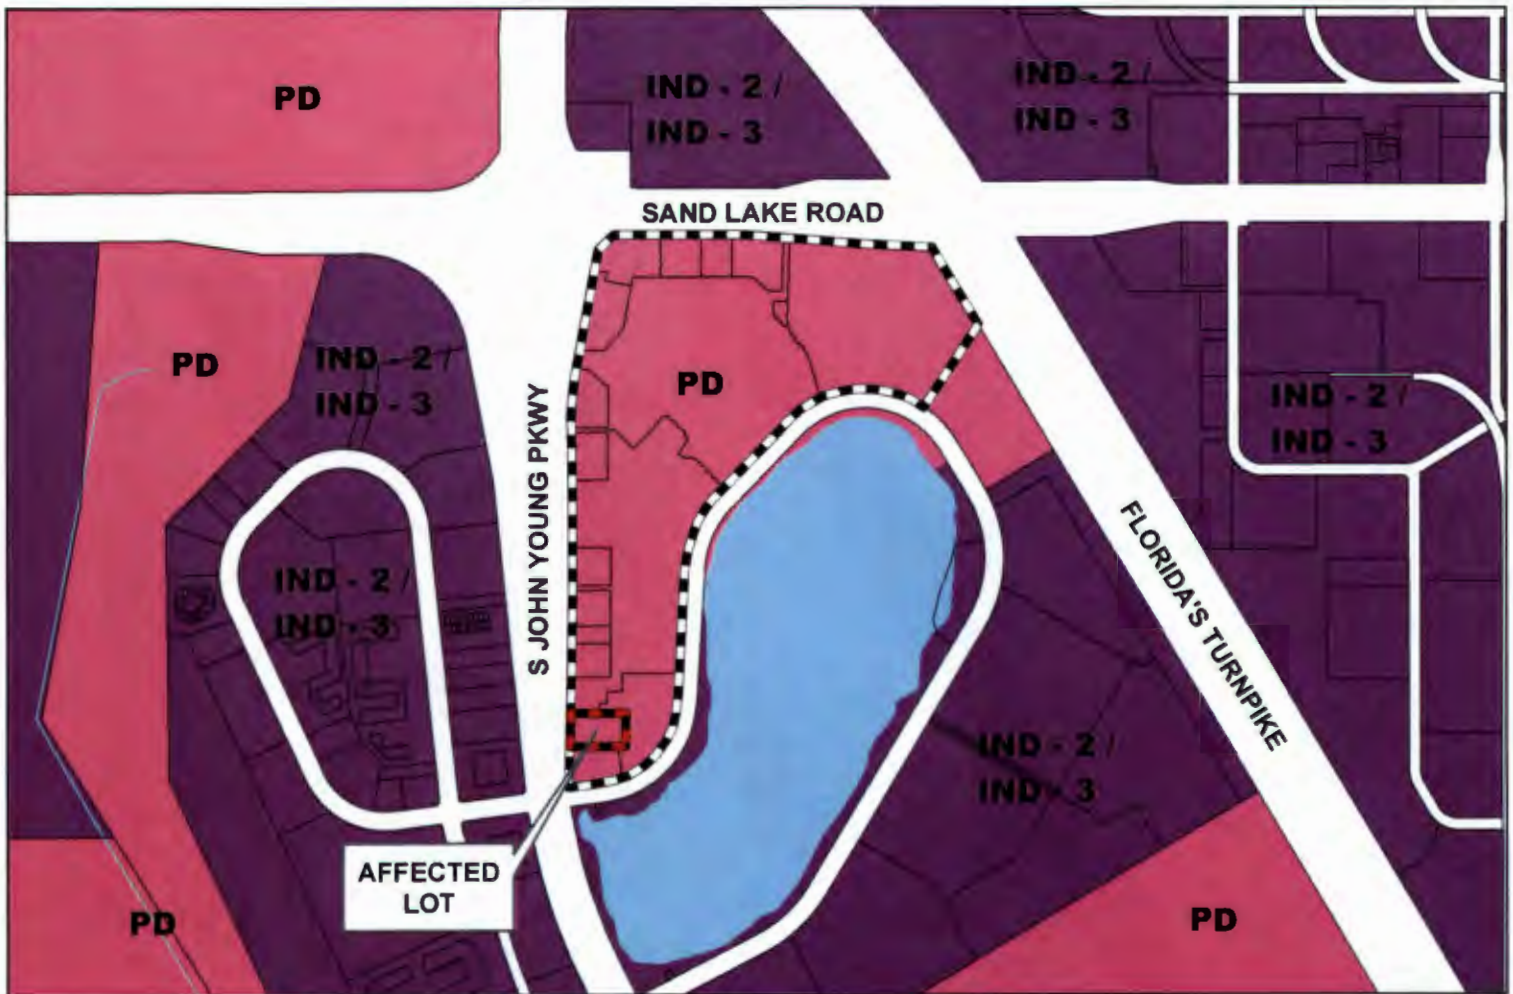 PD
IND - 2 /
IND - 3
IND - 2 /
IND - 3
SAND LAKE ROAD
PD
IND - 2 /
IND - 3
PD
IND - 2 /
IND - 3
S JOHN YOUNG PKWY
IND - 2 /
IND - 3
FLORIDA'S TURNPIKE
IND - 2 /
IND - 3
AFFECTED
LOT
PD
PD